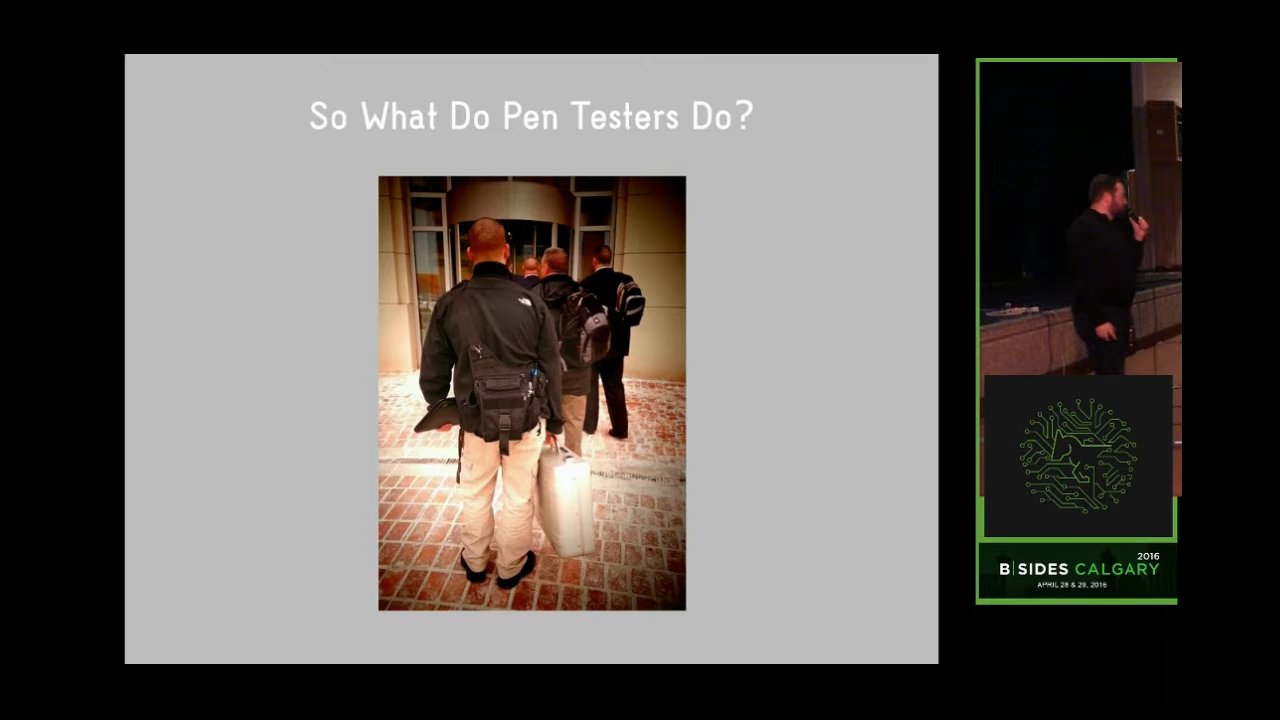 So What Do Pen Testers Do?
2016
B|SIDES CALGARY
APRIL 28 & 29, 2016